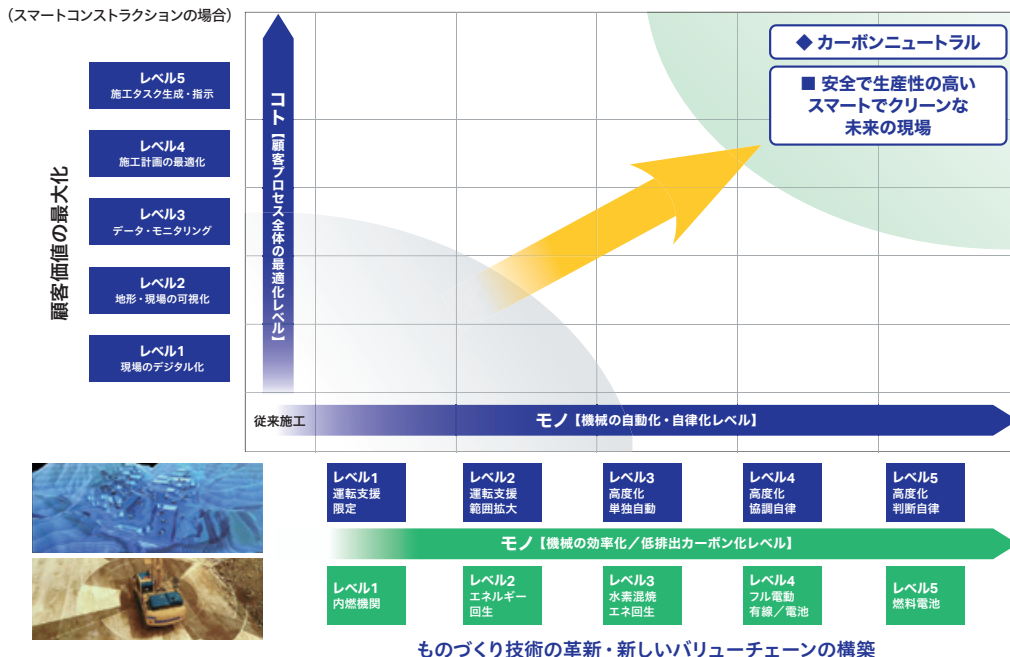 （スマートコンストラクションの場合）
◆ カーボンニュートラル
■ 安全で生産性の高い
スマートでクリーンな
未来の現場
顧客価値の最大化
レベル5
施工タスク生成・指示
レベル4
施工計画の最適化
レベル3
データ・モニタリング
レベル2
地形・現場の可視化
レベル1
現場のデジタル化
コト【顧客プロセス全体の最適化レベル】
従来施工
モノ【機械の自動化・自律化レベル】
レベル1
運転支援
限定
レベル2
運転支援
範囲拡大
レベル3
高度化
単独自動
レベル4
高度化
協調自律
レベル5
高度化
判断自律
モノ【機械の効率化／低排出カーボン化レベル】
レベル1
内燃機関
レベル2
エネルギー
回生
レベル3
水素混焼
エネ回生
レベル4
フル電動
有線／電池
レベル5
燃料電池
ものづくり技術の革新・新しいバリューチェーンの構築